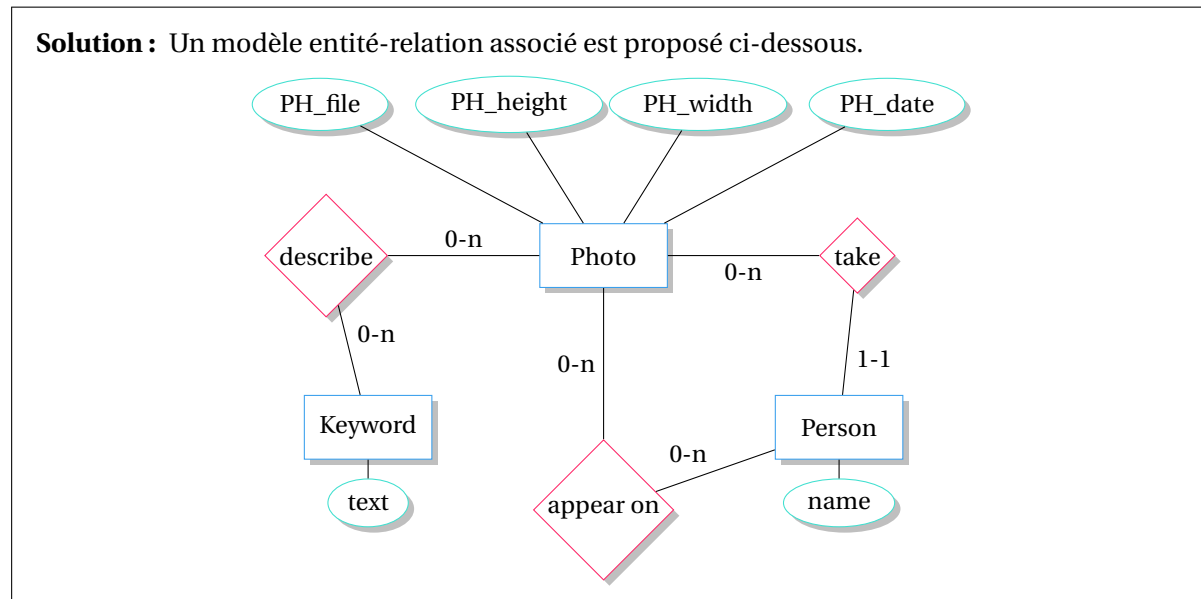 Solution : Un modèle entité-relation associé est proposé ci-dessous.
PH_file
PH_height
PH_width
PH_date
describe
0-n
Photo
0-n
take
0-n
0-n
1-1
Keyword
Person
0-n
text
appear on
name